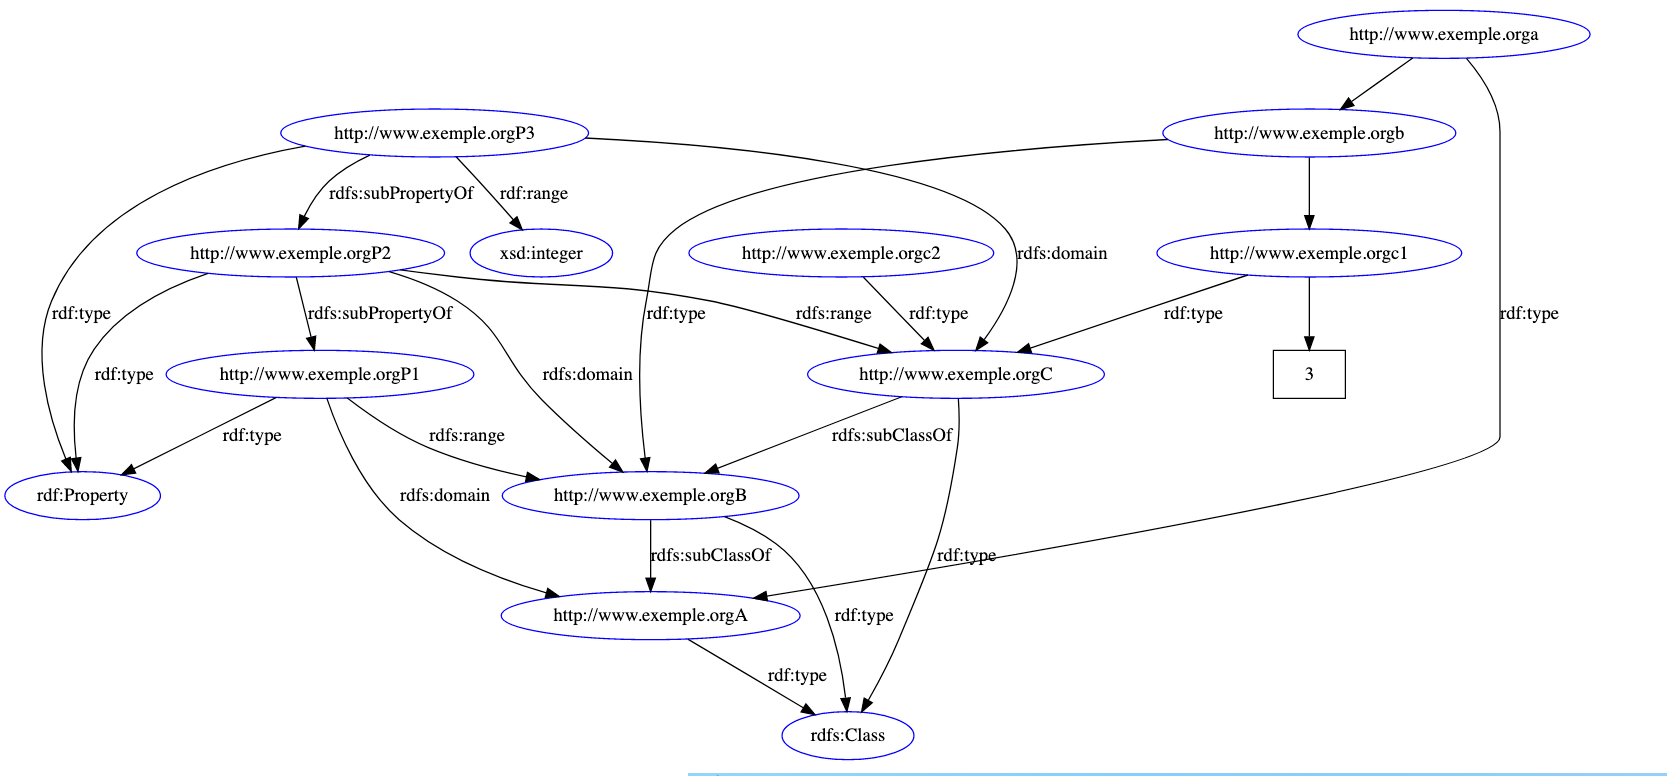 http://www.exemple.orga
http://www.exemple.orgP3
http://www.exemple.orgb
rdfs:subPropertyOf
rdf:range
http://www.exemple.orgP2
xsd:integer
http://www.exemple.orgc2
rdfs:domain
http://www.exemple.orgc1
rdf:type
rdfs:subPropertyOf
rdf:type
rdfs:range
rdf:type
rdf:type
rdf:type
rdf:type
http://www.exemple.orgP1
rdfs:domain
http://www.exemple.orgC
3
rdf:type
rdfs:range
rdfs:subClassOf
rdf:Property
rdfs:domain
http://www.exemple.orgB
rdfs:subClassOf
rdf:type
http://www.exemple.orgA
rdf:type
rdf:type
rdfs:Class